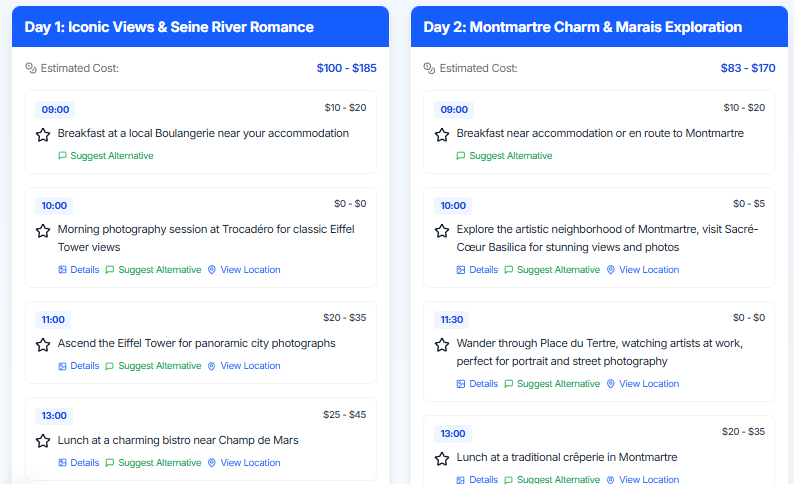 Day 1: Iconic Views & Seine River Romance
Estimated Cost:
$100 - $185
09:00
$10 - $20
Breakfast at a local Boulangerie near your accommodation
Suggest Alternative
10:00
$0 - $0
Morning photography session at Trocadéro for classic Eiffel
Tower views
Details Suggest Alternative View Location
11:00
$20 - $35
Ascend the Eiffel Tower for panoramic city photographs
Details Suggest Alternative View Location
13:00
$25 - $45
Lunch at a charming bistro near Champ de Mars
Details Suggest Alternative View Location
Day 2: Montmartre Charm & Marais Exploration
Estimated Cost:
$83 - $170
09:00
$10 - $20
Breakfast near accommodation or en route to Montmartre
Suggest Alternative
10:00
$0 - $5
Explore the artistic neighborhood of Montmartre, visit Sacré-
Cœur Basilica for stunning views and photos
Details Suggest Alternative View Location
11:30
$0 - $0
Wander through Place du Tertre, watching artists at work,
perfect for portrait and street photography
Details Suggest Alternative View Location
13:00
$20 - $35
Lunch at a traditional crêperie in Montmartre
Details Suggest Alternative View Location